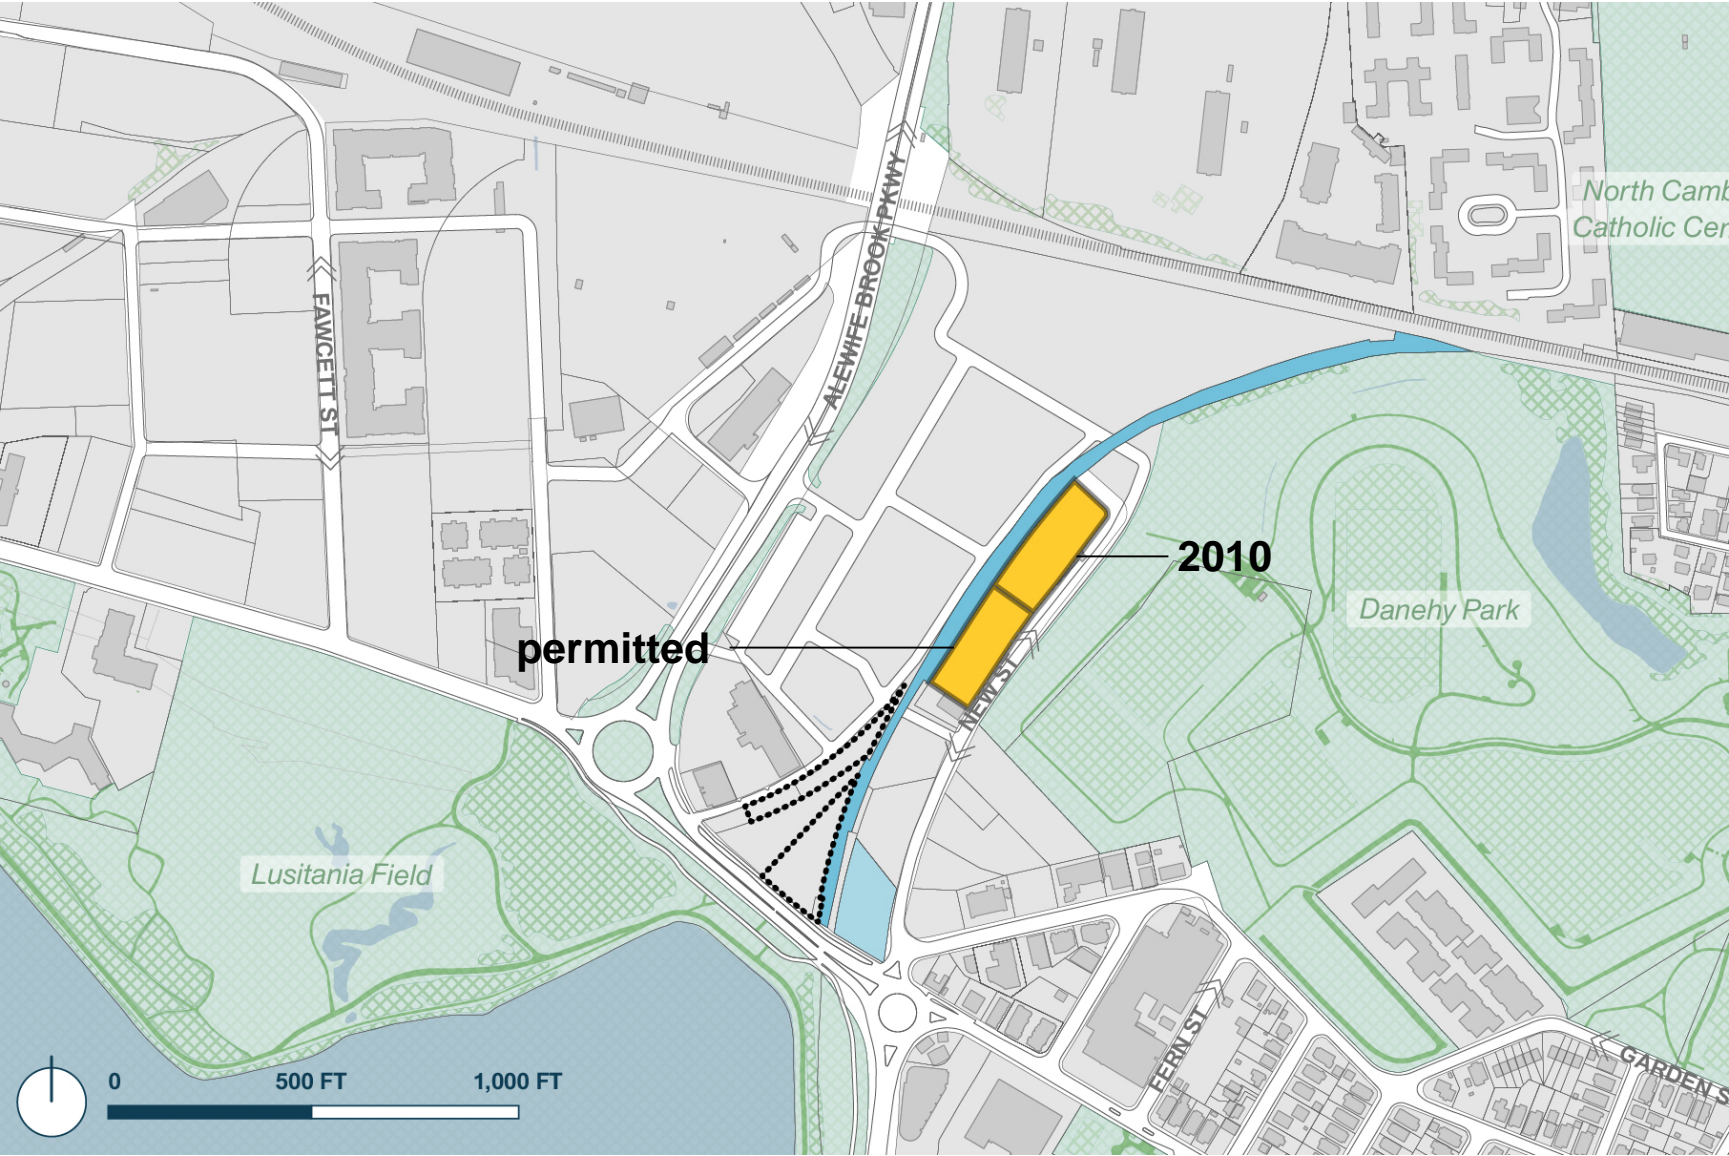 North Camb
Catholic Cen
ALEWIFE BROOK PKWY
FAWCETT ST
2010
Danehy Park
permitted
NEW ST
Lusitania Field
FERN ST
GARDEN S
0 500 FT 1,000 FT